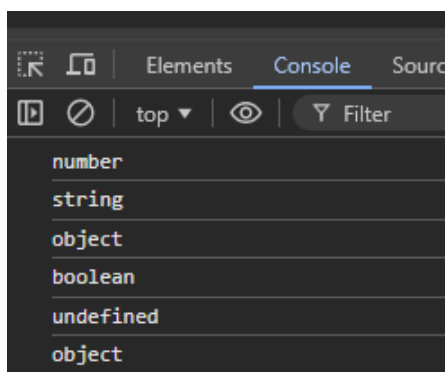 Elements Console
top ▼ Filter
number
string
object
boolean
undefined
object